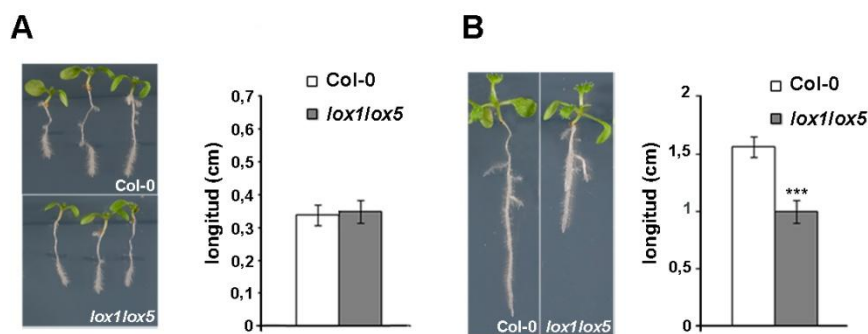 A
Col-0
lox1lox5
Col-0
lox1lox5
longitud (cm)
0,7
0,6
0,5
0,4
0,3
0,2
0,1
0
B
Col-0
lox1lox5
Col-0
lox1lox5
longitud (cm)
2
1,5
1
0,5
0
***